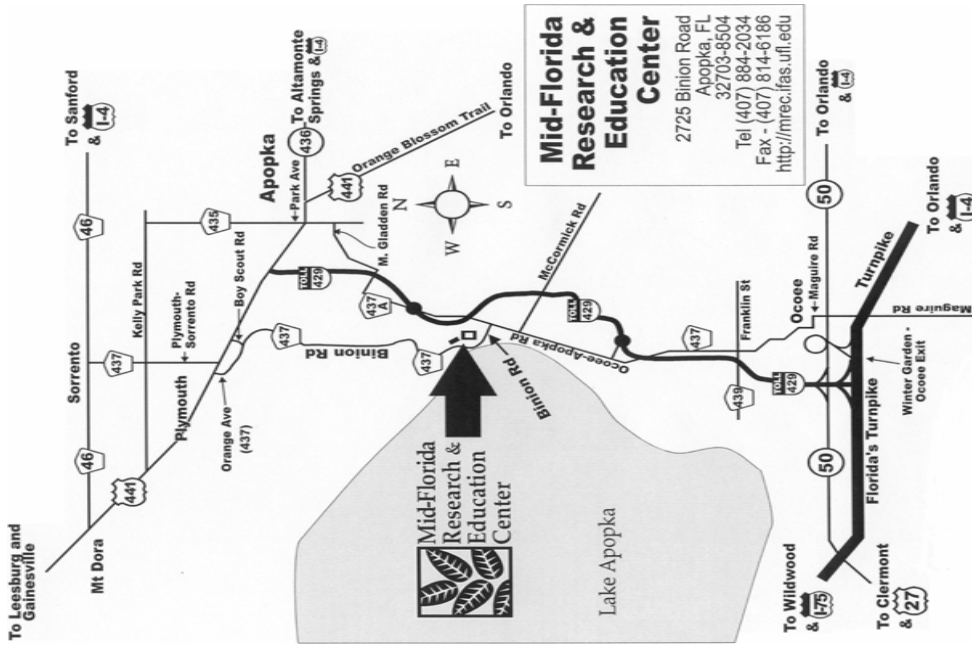 To Leesburg and
Gainesville
Mt Dora
441
46
Sorrento
46
To Sanford
& I-4
437
Kelly Park Rd
Plymouth-
Sorrento Rd
Plymouth
Orange Ave
(437)
Boy Scout Rd
435
Apopka
Park Ave
436
To Altamonte
Springs & I-4
441
Orange Blossom Trail
To Orlando
M. Gladden Rd
N
E
S
W
TOLL
429
437
A
437
Binion Rd
437
Binion Rd
Ocoee-Apopka Rd
McCormick Rd
TOLL
429
Mid-Florida
Research &
Education
Center
Lake Apopka
Mid-Florida
Research &
Education
Center
2725 Binion Road
Apopka, FL
32703-8504
Tel (407) 884-2034
Fax - (407) 814-6186
http://mrec.ifas.ufl.edu
437
Franklin St
439
TOLL
429
Ocoee
Maguire Rd
50
To Orlando
& I-4
50
Florida's Turnpike
Turnpike
To Orlando
& I-4
Maguire Rd
Winter Garden -
Ocoee Exit
To Wildwood
& I-75
To Clermont
& 27